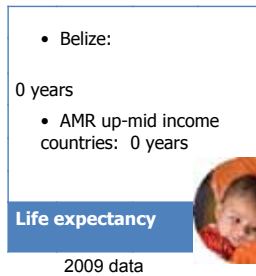 • Belize:
0 years
• AMR up-mid income
countries: 0 years
Life expectancy
2009 data